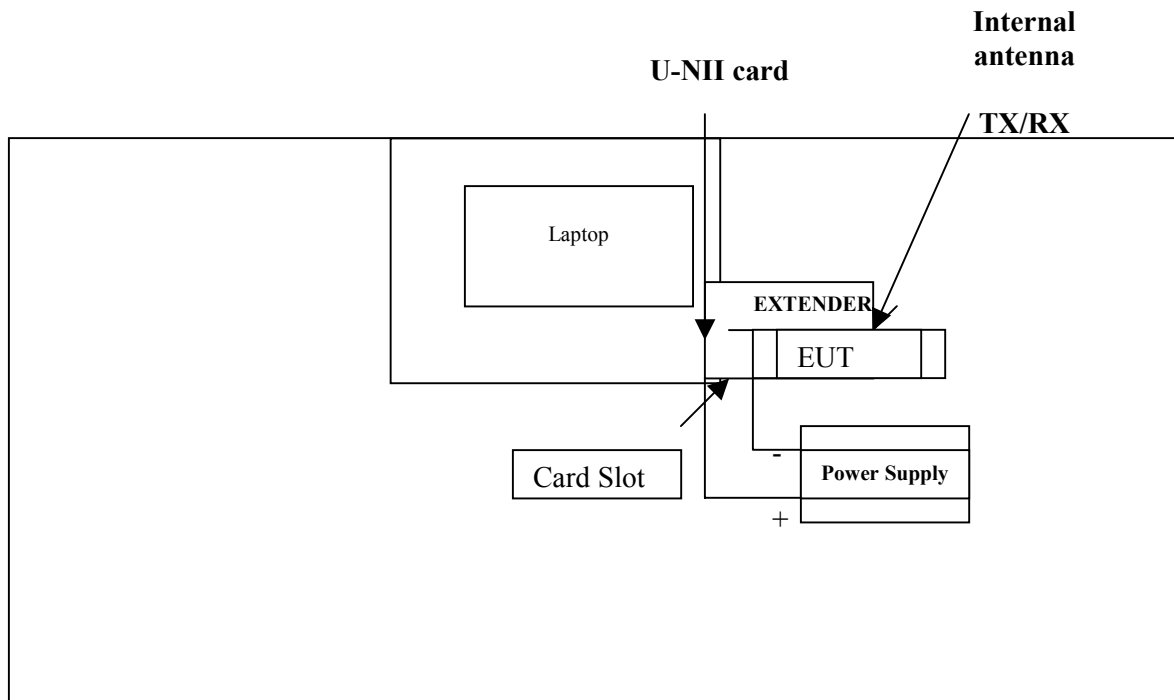 Internal
antenna
U-NII card
TX/RX
Laptop
EXTENDER
EUT
Card Slot
-
Power Supply
+